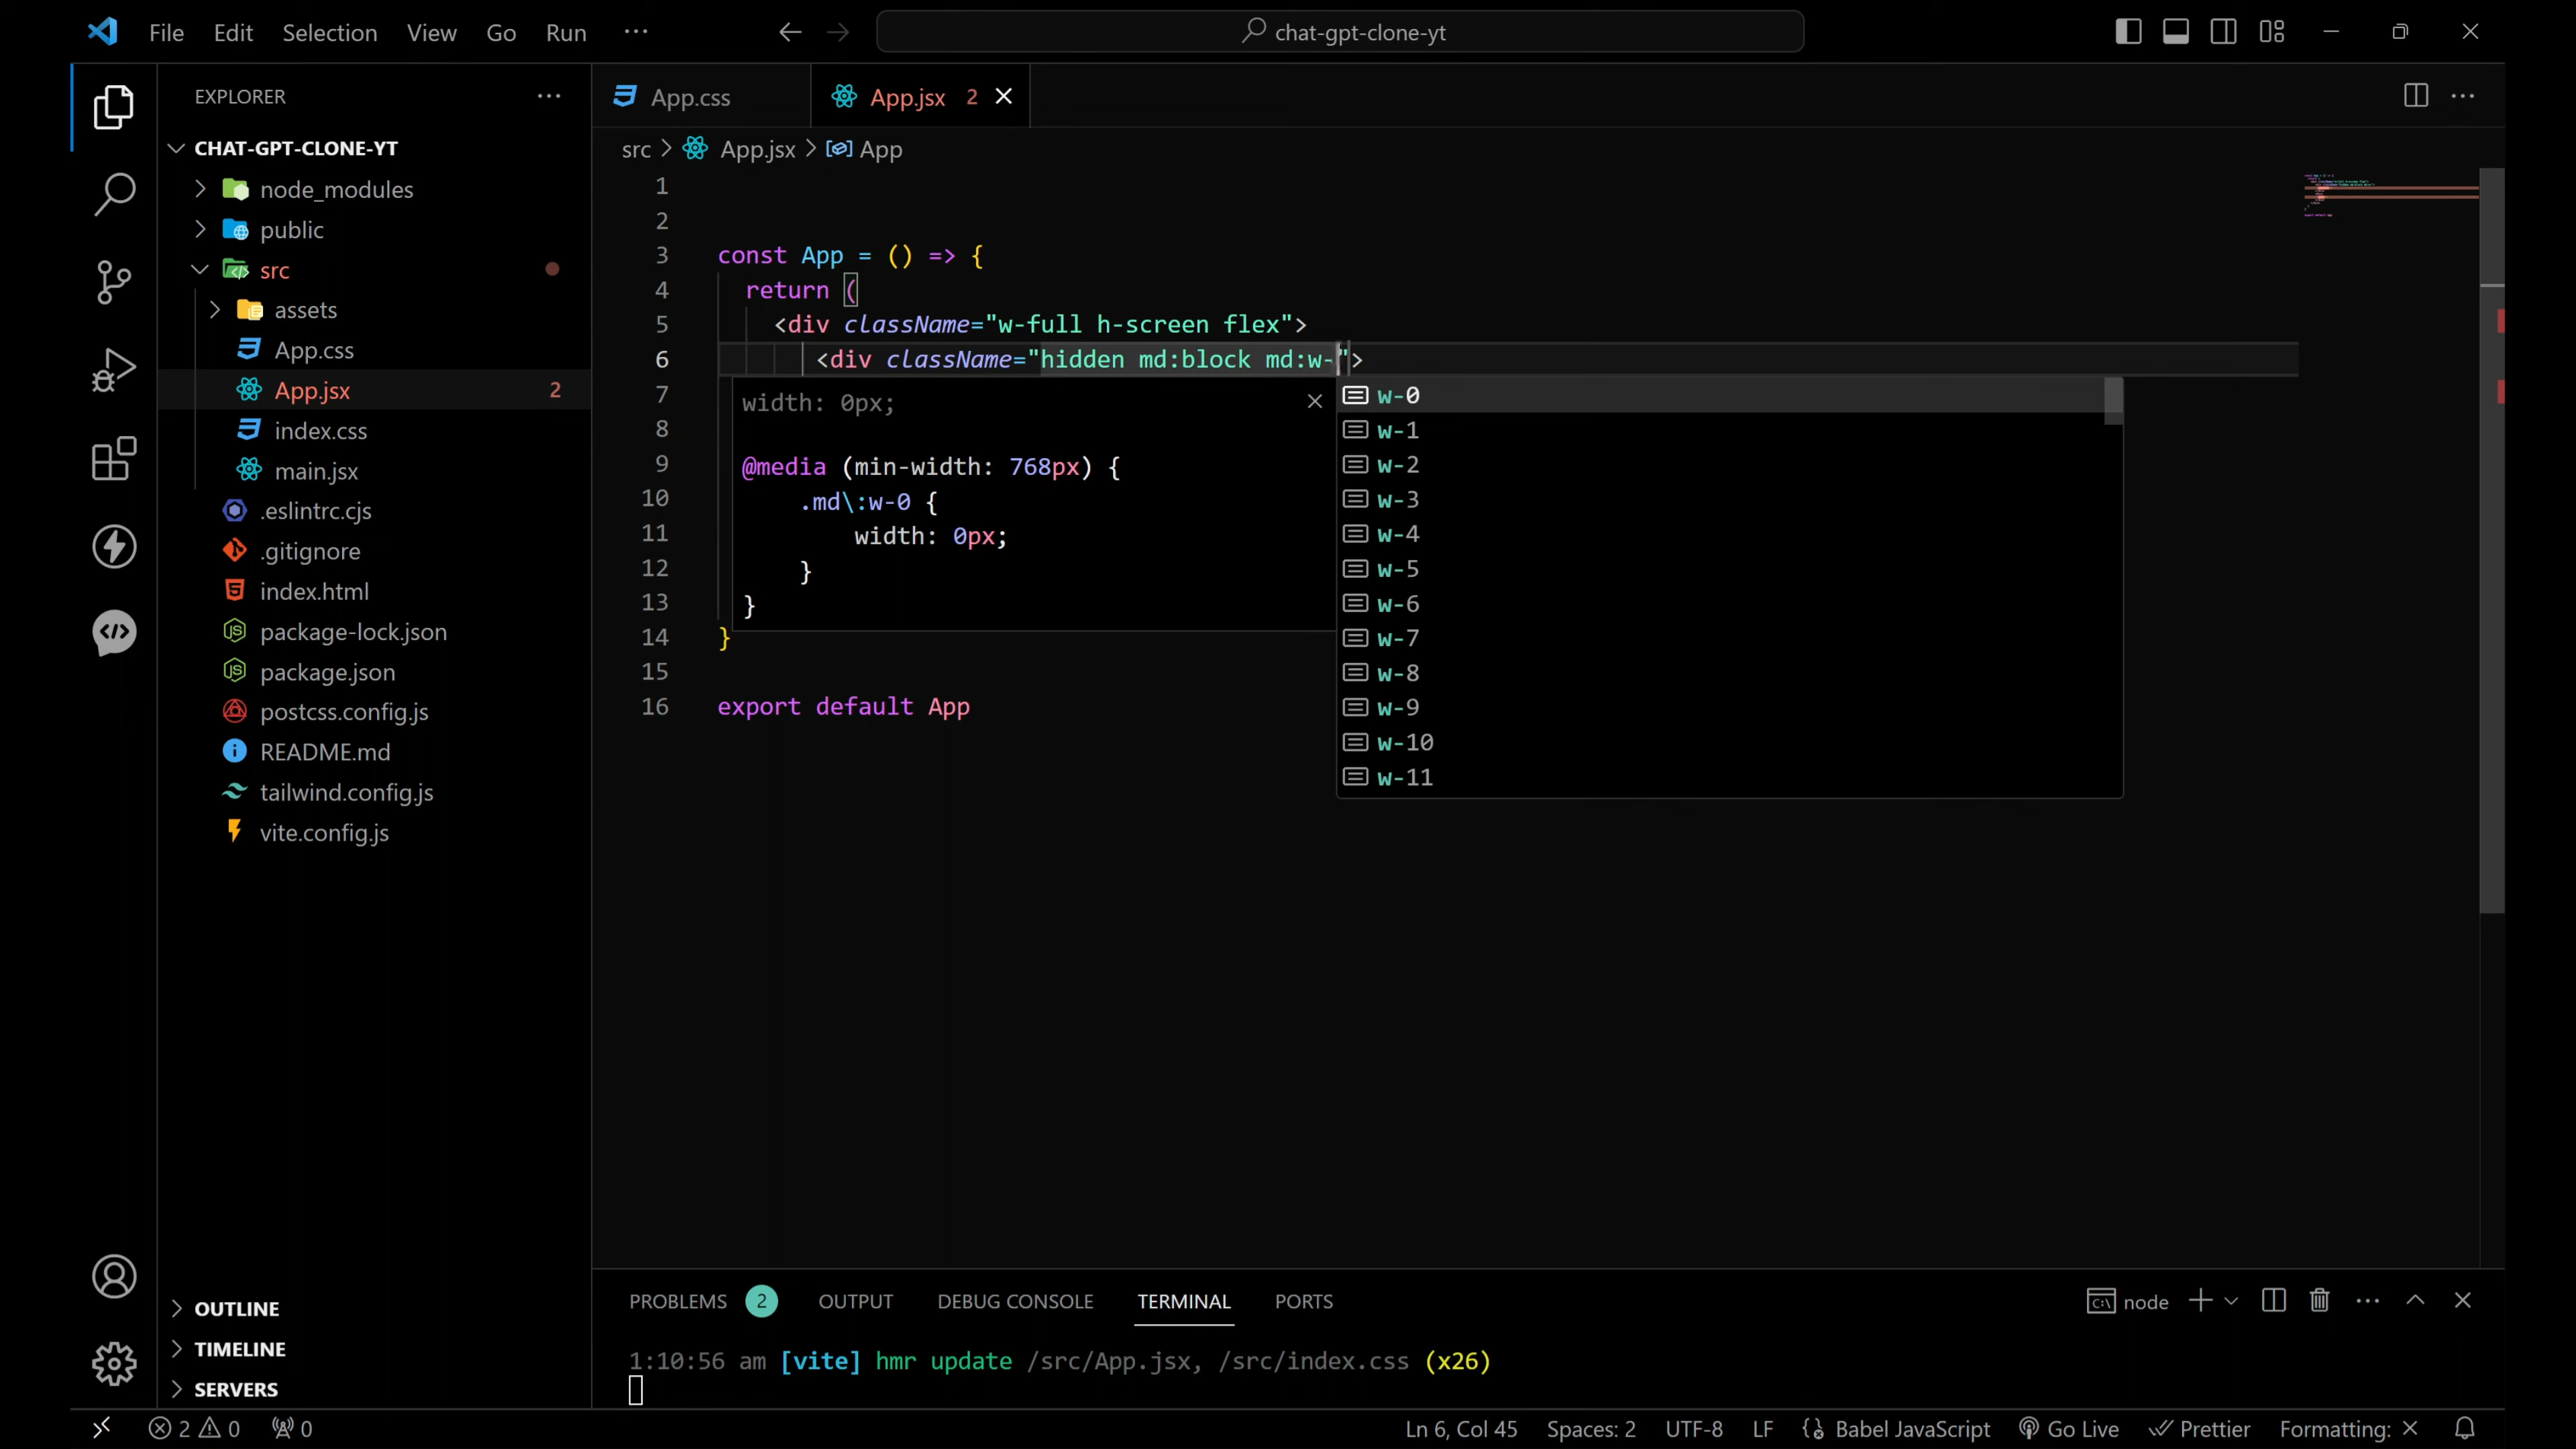 File Edit Selection View Go Run ···
chat-gpt-clone-yt
EXPLORER
CHAT-GPT-CLONE-YT
node_modules
public
src
assets
App.css
App.jsx 2
index.css
main.jsx
.eslintrc.cjs
.gitignore
index.html
package-lock.json
package.json
postcss.config.js
README.md
tailwind.config.js
vite.config.js
OUTLINE
TIMELINE
SERVERS
App.css
App.jsx 2
src > App.jsx > App
1
2
3 const App = () => {
4 return (
5 <div className="w-full h-screen flex">
6 <div className="hidden md:block md:w-">
7
8
9
10
11
12
13
14 }
15
16 export default App
width: 0px;
@media (min-width: 768px) {
.md\:w-0 {
width: 0px;
}
}
w-0
w-1
w-2
w-3
w-4
w-5
w-6
w-7
w-8
w-9
w-10
w-11
PROBLEMS 2 OUTPUT DEBUG CONSOLE TERMINAL PORTS
node
1:10:56 am [vite] hmr update /src/App.jsx, /src/index.css (x26)
2 0 0
Ln 6, Col 45 Spaces: 2 UTF-8 LF Babel JavaScript Go Live Prettier Formatting: